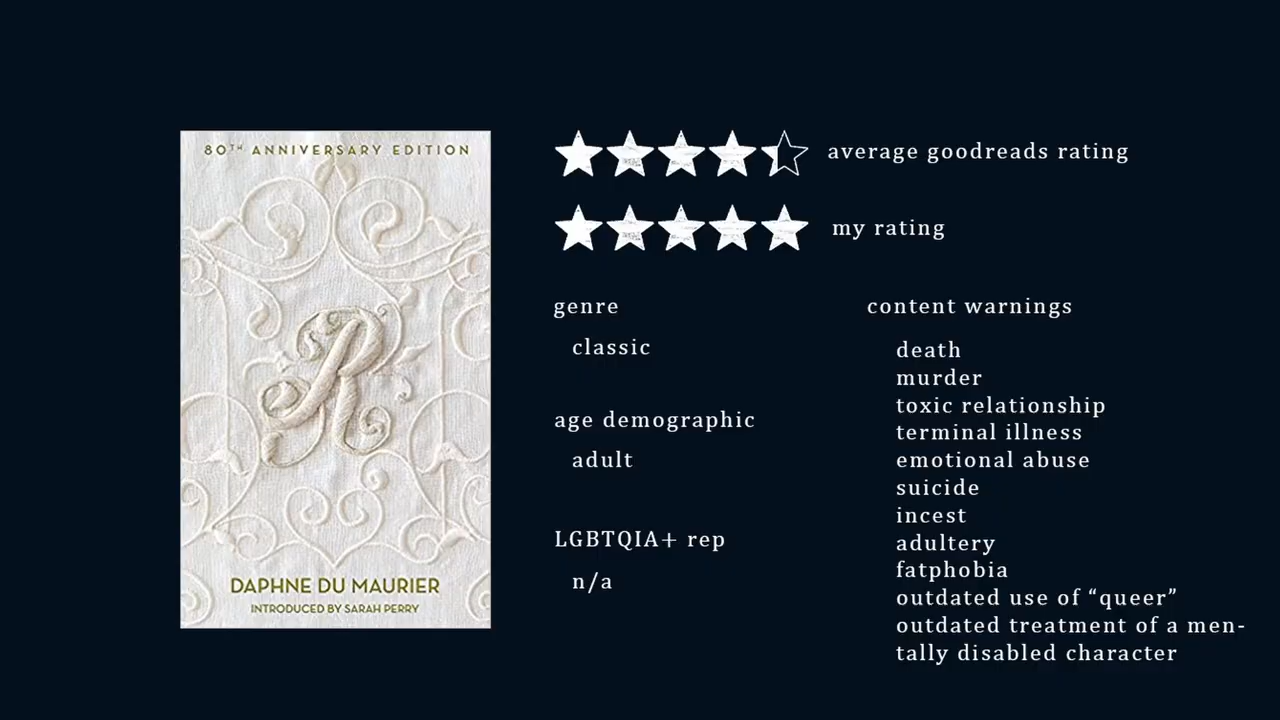 80TH ANNIVERSARY EDITION
R
DAPHNE DU MAURIER
INTRODUCED BY SARAH PERRY
average goodreads rating
my rating
genre
classic
age demographic
adult
LGBTQIA+ rep
n/a
content warnings
death
murder
toxic relationship
terminal illness
emotional abuse
suicide
incest
adultery
fatphobia
outdated use of “queer”
outdated treatment of a men-
tally disabled character